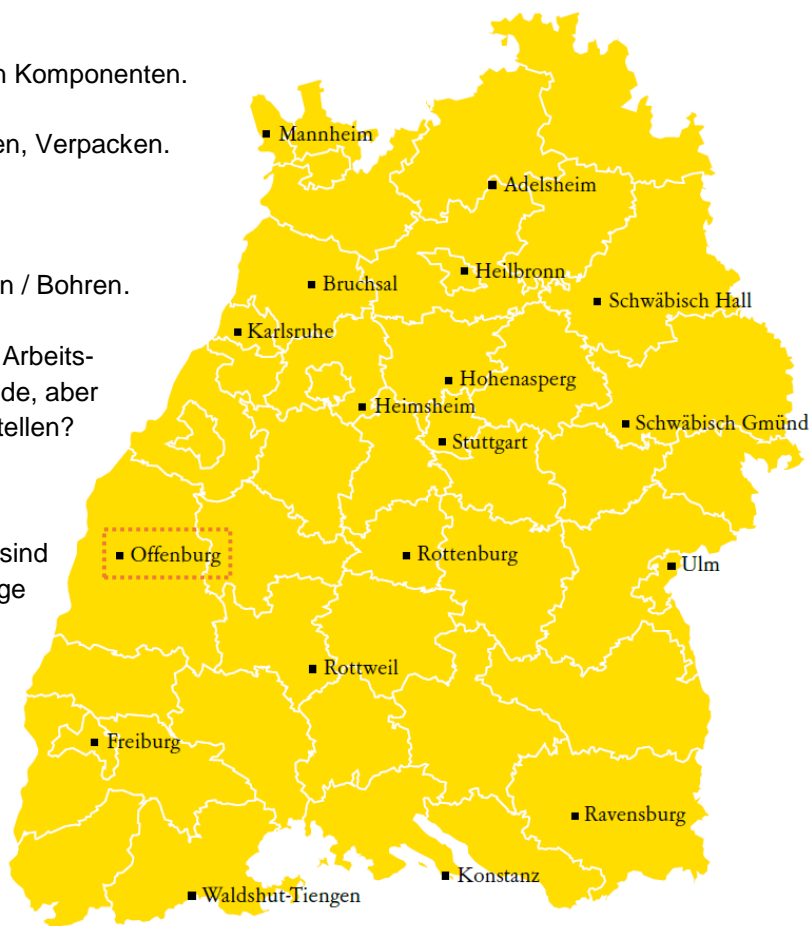 n Komponenten.
en, Verpacken.
n / Bohren.
Arbeits-
de, aber
tellen?
sind
ge
Mannheim
Adelsheim
Bruchsal
Heilbronn
Schwäbisch Hall
Karlsruhe
Hohenasperg
Heimsheim
Schwäbisch Gmünd
Stuttgart
Offenburg
Rottenburg
Ulm
Rottweil
Freiburg
Ravensburg
Konstanz
Waldshut-Tiengen